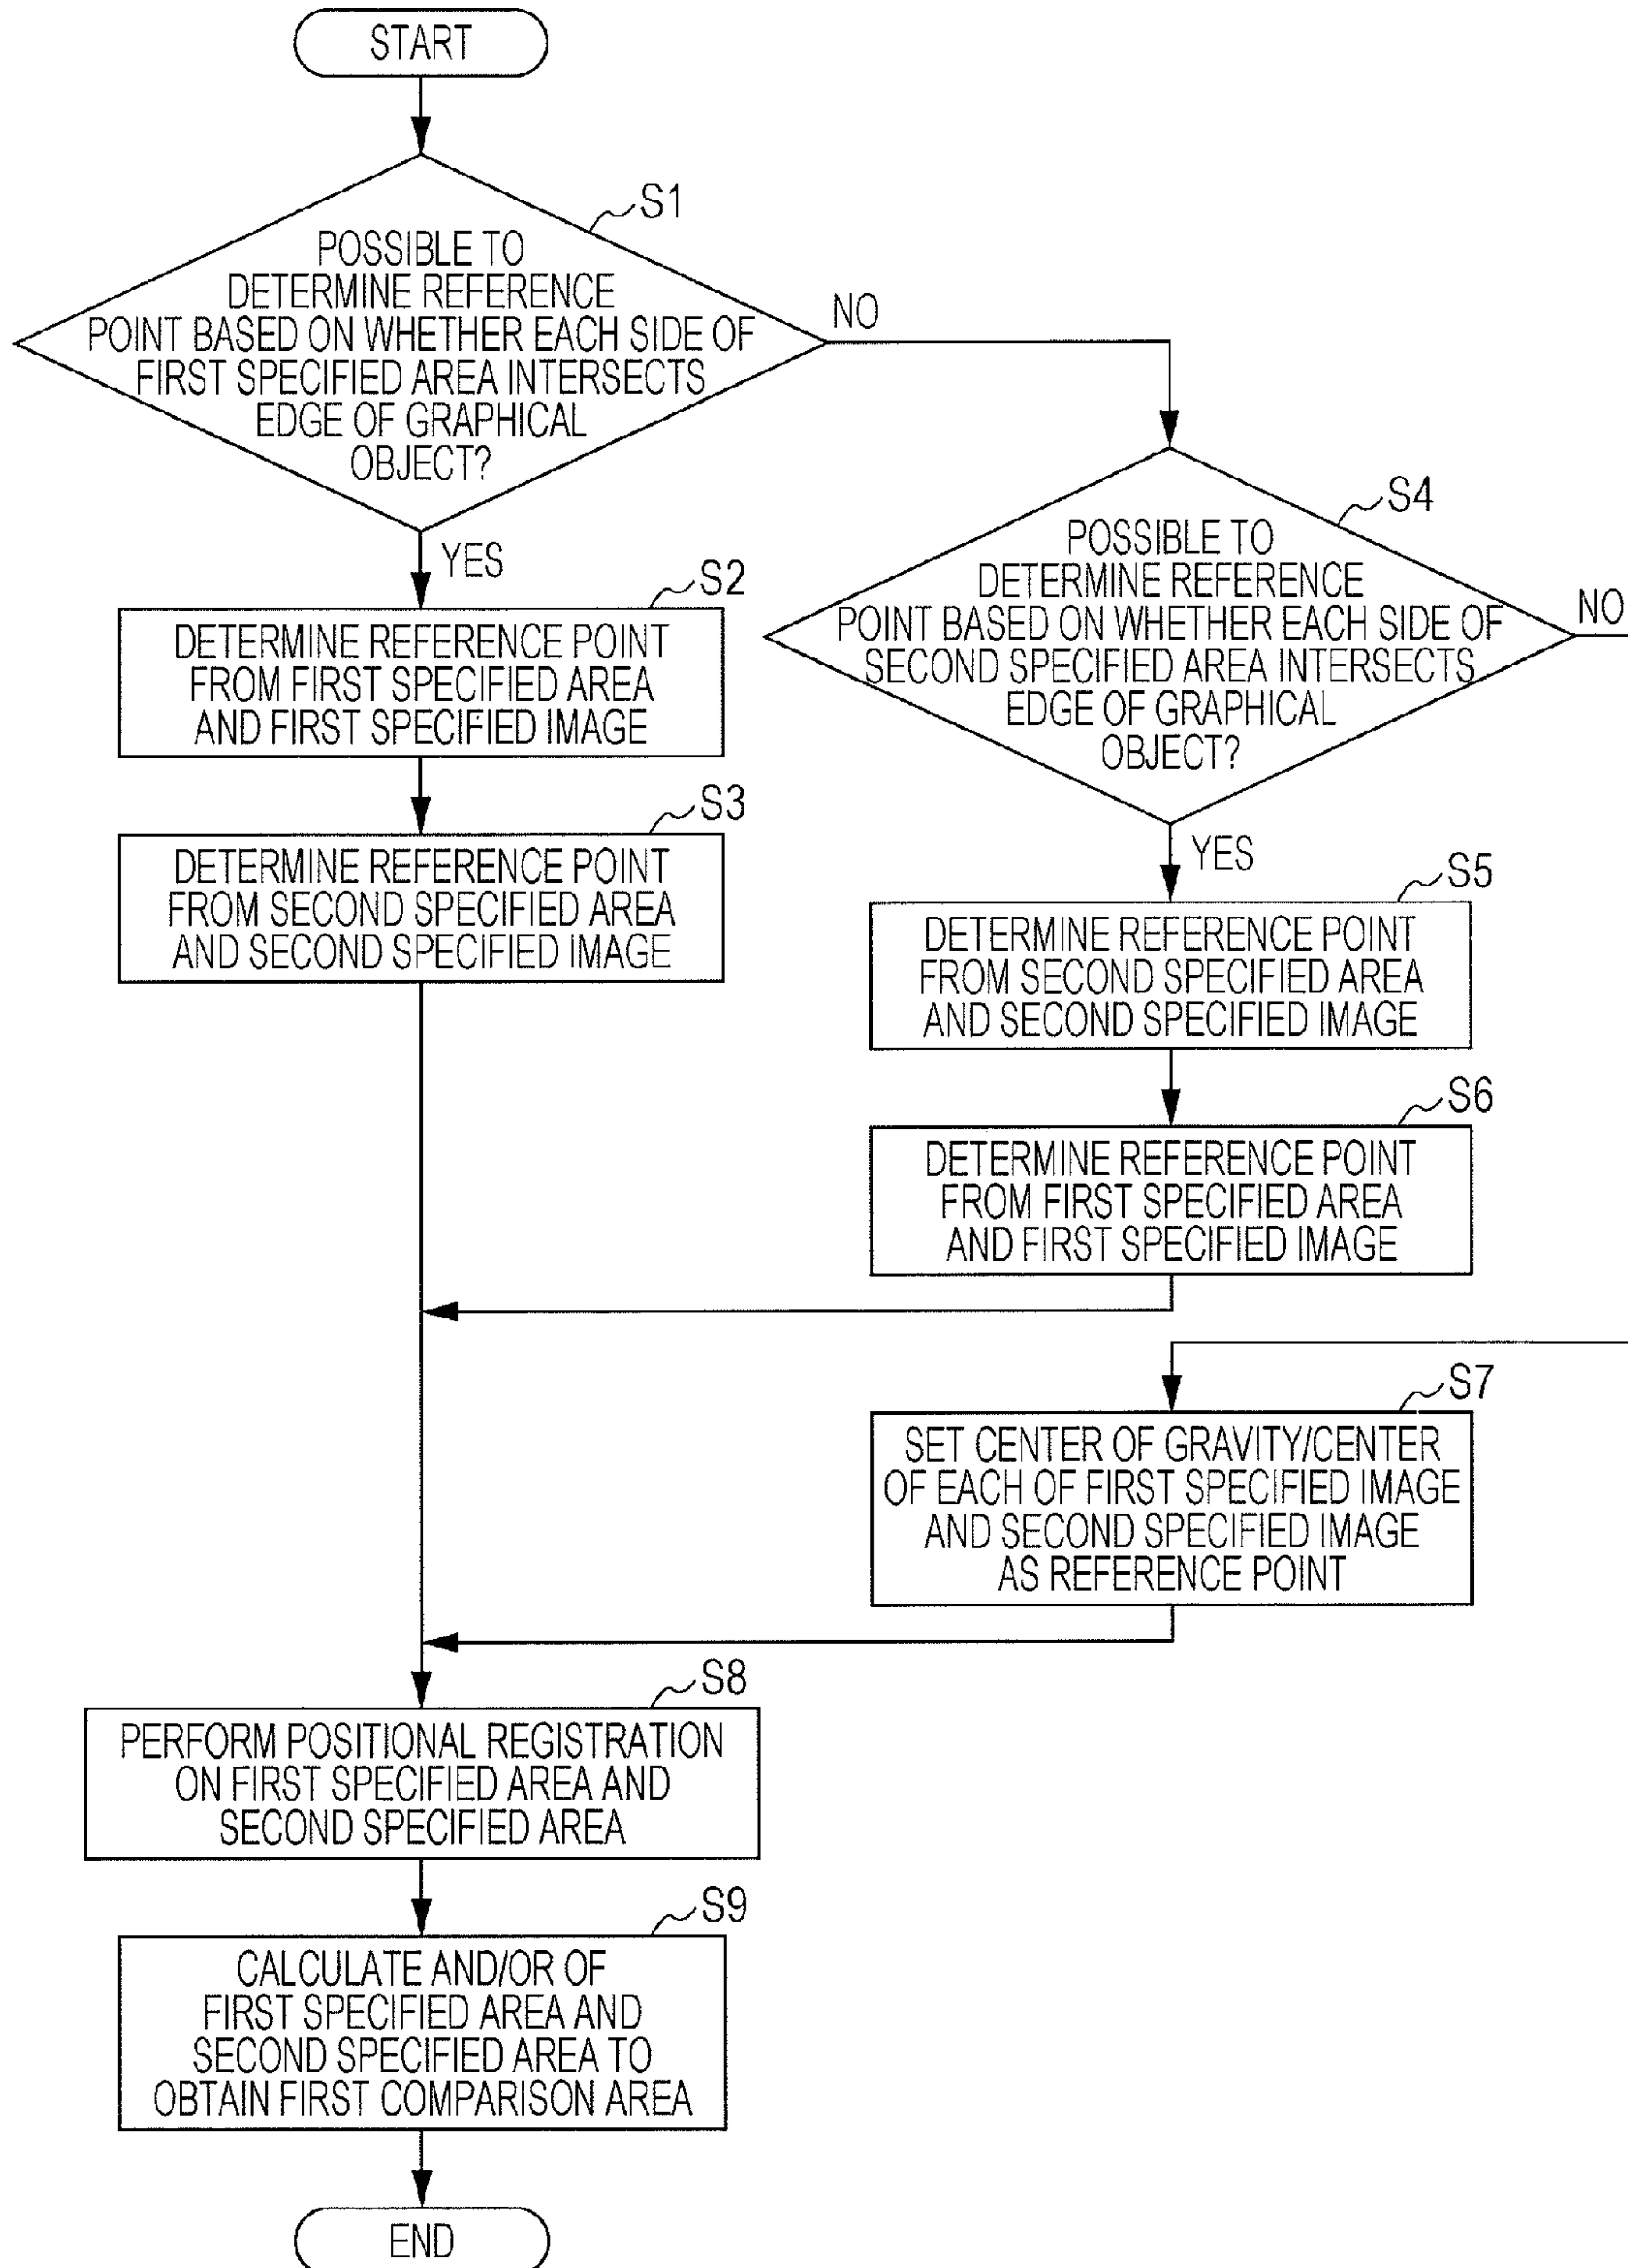 START
S1
POSSIBLE TO
DETERMINE REFERENCE
POINT BASED ON WHETHER EACH SIDE OF
FIRST SPECIFIED AREA INTERSECTS
EDGE OF GRAPHICAL
OBJECT?
NO
YES
S2
DETERMINE REFERENCE POINT
FROM FIRST SPECIFIED AREA
AND FIRST SPECIFIED IMAGE
S3
DETERMINE REFERENCE POINT
FROM SECOND SPECIFIED AREA
AND SECOND SPECIFIED IMAGE
S4
POSSIBLE TO
DETERMINE REFERENCE
POINT BASED ON WHETHER EACH SIDE OF
SECOND SPECIFIED AREA INTERSECTS
EDGE OF GRAPHICAL
OBJECT?
NO
YES
S5
DETERMINE REFERENCE POINT
FROM SECOND SPECIFIED AREA
AND SECOND SPECIFIED IMAGE
S6
DETERMINE REFERENCE POINT
FROM FIRST SPECIFIED AREA
AND FIRST SPECIFIED IMAGE
S7
SET CENTER OF GRAVITY/CENTER
OF EACH OF FIRST SPECIFIED IMAGE
AND SECOND SPECIFIED IMAGE
AS REFERENCE POINT
S8
PERFORM POSITIONAL REGISTRATION
ON FIRST SPECIFIED AREA AND
SECOND SPECIFIED AREA
S9
CALCULATE AND/OR OF
FIRST SPECIFIED AREA AND
SECOND SPECIFIED AREA TO
OBTAIN FIRST COMPARISON AREA
END